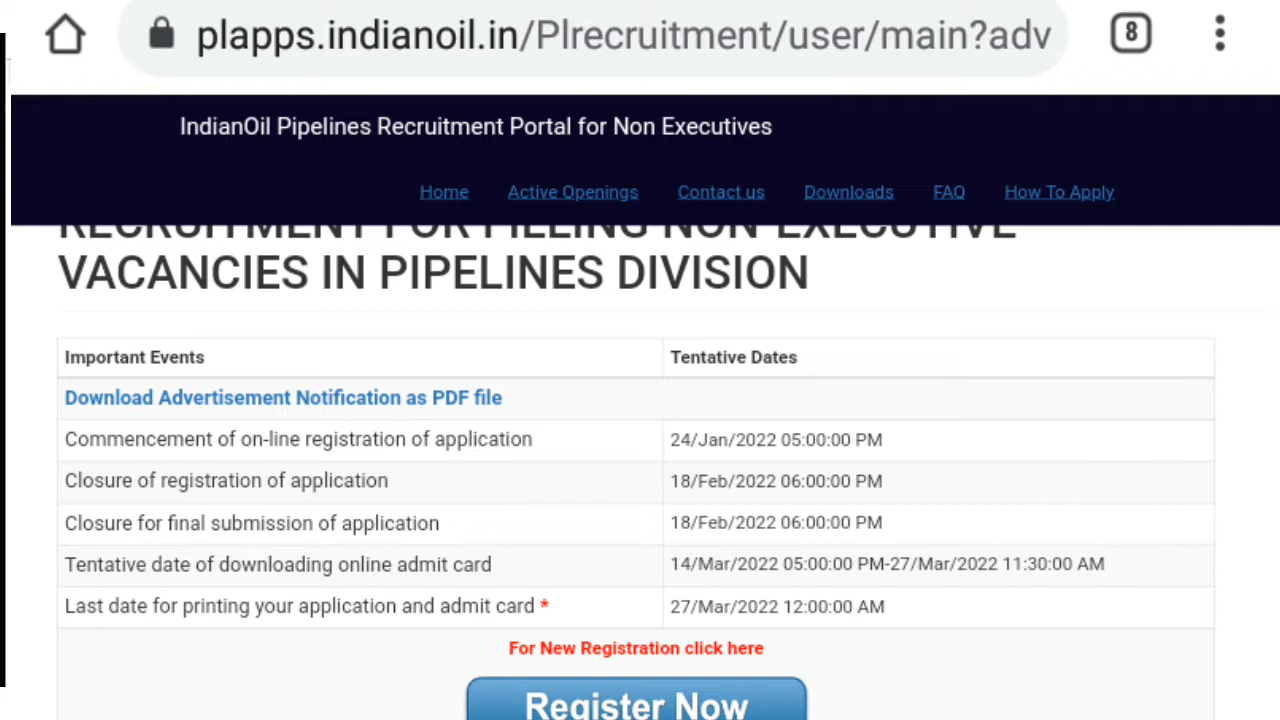 plapps.indianoil.in/Plrecruitment/user/main?adv
8
IndianOil Pipelines Recruitment Portal for Non Executives
Home Active Openings Contact us Downloads FAQ How To Apply
RECRUITMENT FOR FILLING NON-EXECUTIVE
VACANCIES IN PIPELINES DIVISION
Important Events Tentative Dates
Download Advertisement Notification as PDF file
Commencement of on-line registration of application 24/Jan/2022 05:00:00 PM
Closure of registration of application 18/Feb/2022 06:00:00 PM
Closure for final submission of application 18/Feb/2022 06:00:00 PM
Tentative date of downloading online admit card 14/Mar/2022 05:00:00 PM-27/Mar/2022 11:30:00 AM
Last date for printing your application and admit card * 27/Mar/2022 12:00:00 AM
For New Registration click here
Register Now